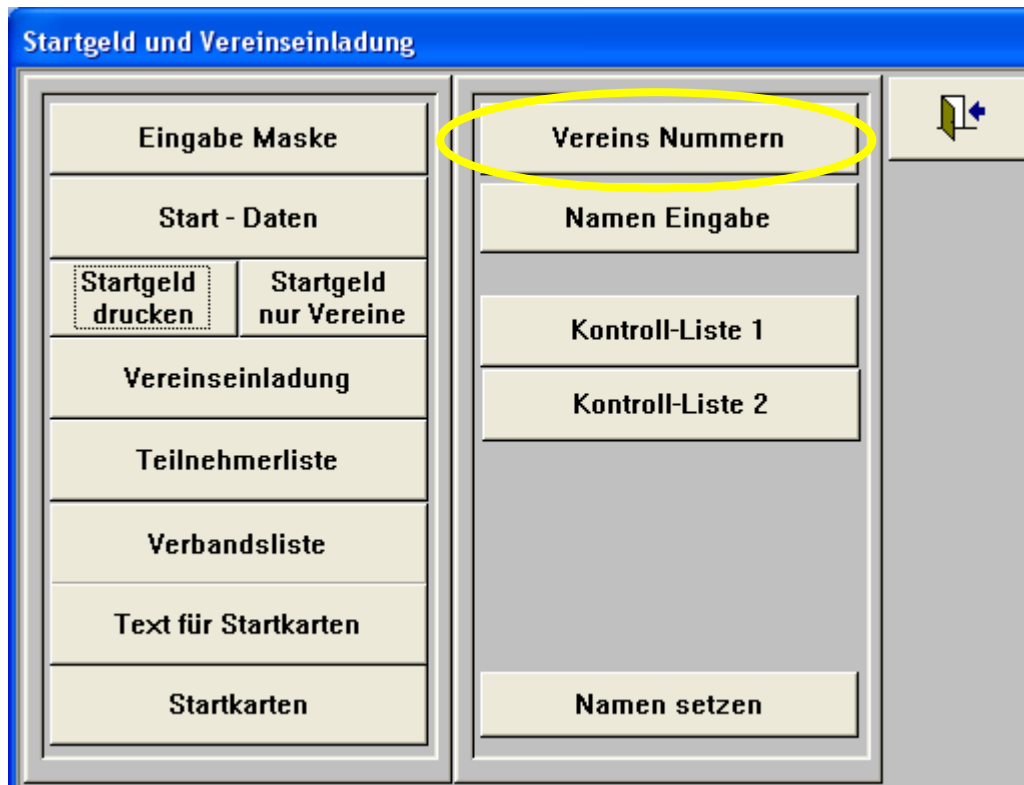 Startgeld und Vereinseinladung
Eingabe Maske
Start - Daten
Startgeld
drucken
Startgeld
nur Vereine
Vereinseinladung
Teilnehmerliste
Verbandsliste
Text für Startkarten
Startkarten
Vereins Nummern
Namen Eingabe
Kontroll-Liste 1
Kontroll-Liste 2
Namen setzen